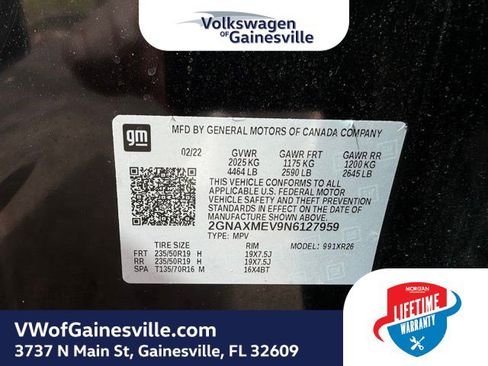 Volkswagen
OF Gainesville
gm
MFD BY GENERAL MOTORS OF CANADA COMPANY
02/22 GVWR GAWR FRT GAWR RR
2025 KG 1175 KG 1200 KG
4464 LB 2590 LB 2645 LB
THIS VEHICLE CONFORMS TO ALL
APPLICABLE U.S. FEDERAL MOTOR
VEHICLE SAFETY AND THEFT PREVENTION
STANDARDS IN EFFECT ON THE DATE OF
MANUFACTURE SHOWN ABOVE.
2GNAXMEV9N6127959
TYPE: MPV
TIRE SIZE RIM 991XR26
FRT 235/50R19 H 19X7.5J
RR 235/50R19 H 19X7.5J
SPA T135/70R16 M 16X4BT
MORGAN
LIFETIME
WARRANTY
VWofGainesville.com
3737 N Main St, Gainesville, FL 32609